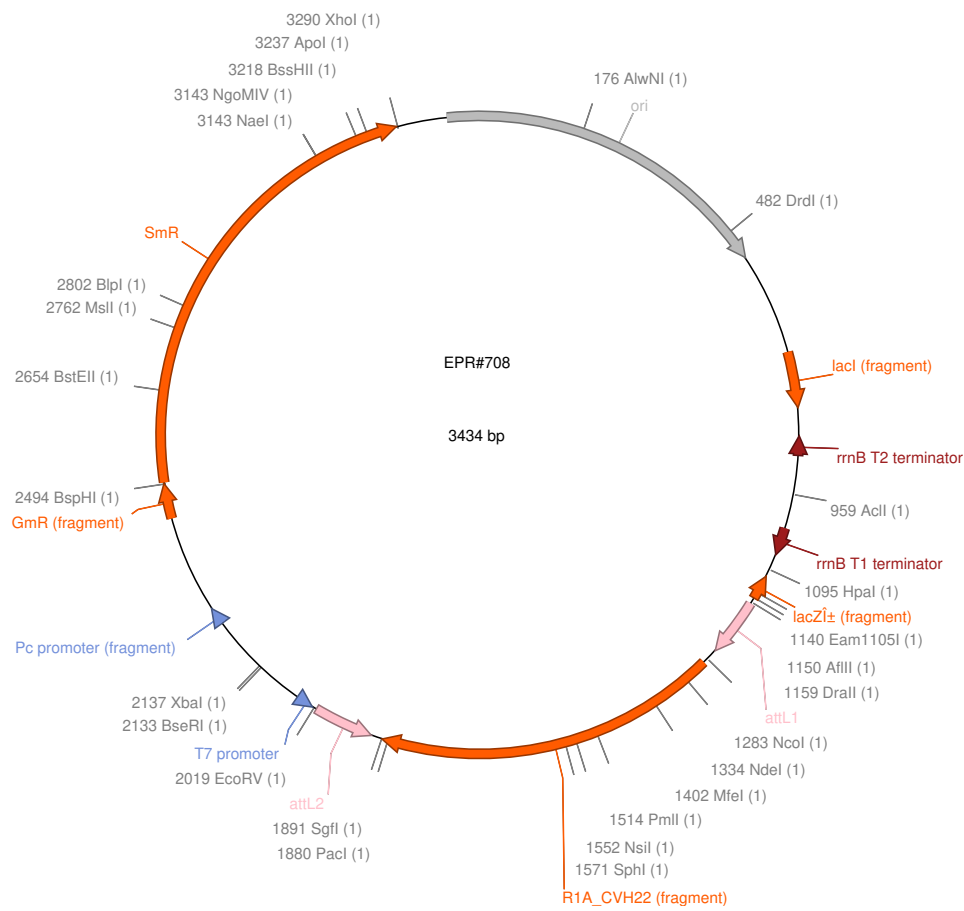 3290 XhoI (1)
3237 ApoI (1)
3218 BssHII (1)
3143 NgoMIV (1)
3143 NaeI (1)
176 AlwNI (1)
ori
482 DrdI (1)
SmR
2802 BlpI (1)
2762 MslI (1)
2654 BstEII (1)
EPR#708
3434 bp
lacI (fragment)
rrnB T2 terminator
2494 BspHI (1)
GmR (fragment)
959 AclI (1)
rrnB T1 terminator
1095 HpaI (1)
lacZÎ± (fragment)
1140 Eam1105I (1)
1150 AflII (1)
1159 DraII (1)
attL1
Pc promoter (fragment)
2137 XbaI (1)
2133 BseRI (1)
T7 promoter
2019 EcoRV (1)
attL2
1891 SgfI (1)
1880 PacI (1)
1283 NcoI (1)
1334 NdeI (1)
1402 MfeI (1)
1514 PmlI (1)
1552 NsiI (1)
1571 SphI (1)
R1A_CVH22 (fragment)